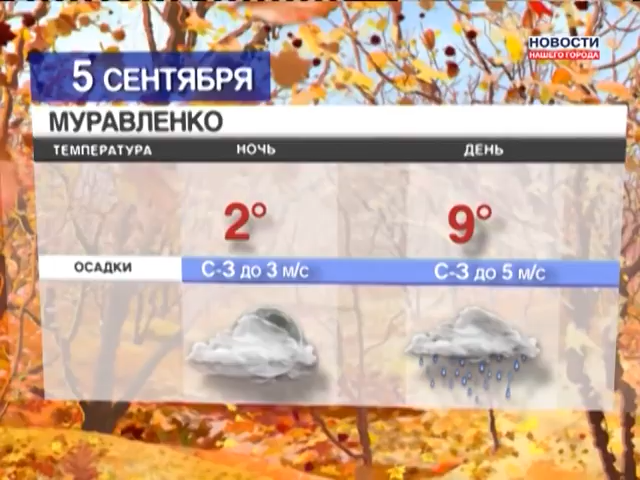 НОВОСТИ
НАШЕГО ГОРОДА
5 СЕНТЯБРЯ
МУРАВЛЕНКО
ТЕМПЕРАТУРА НОЧЬ ДЕНЬ
2° 9°
ОСАДКИ С-З ДО 3 М/С С-З ДО 5 М/С